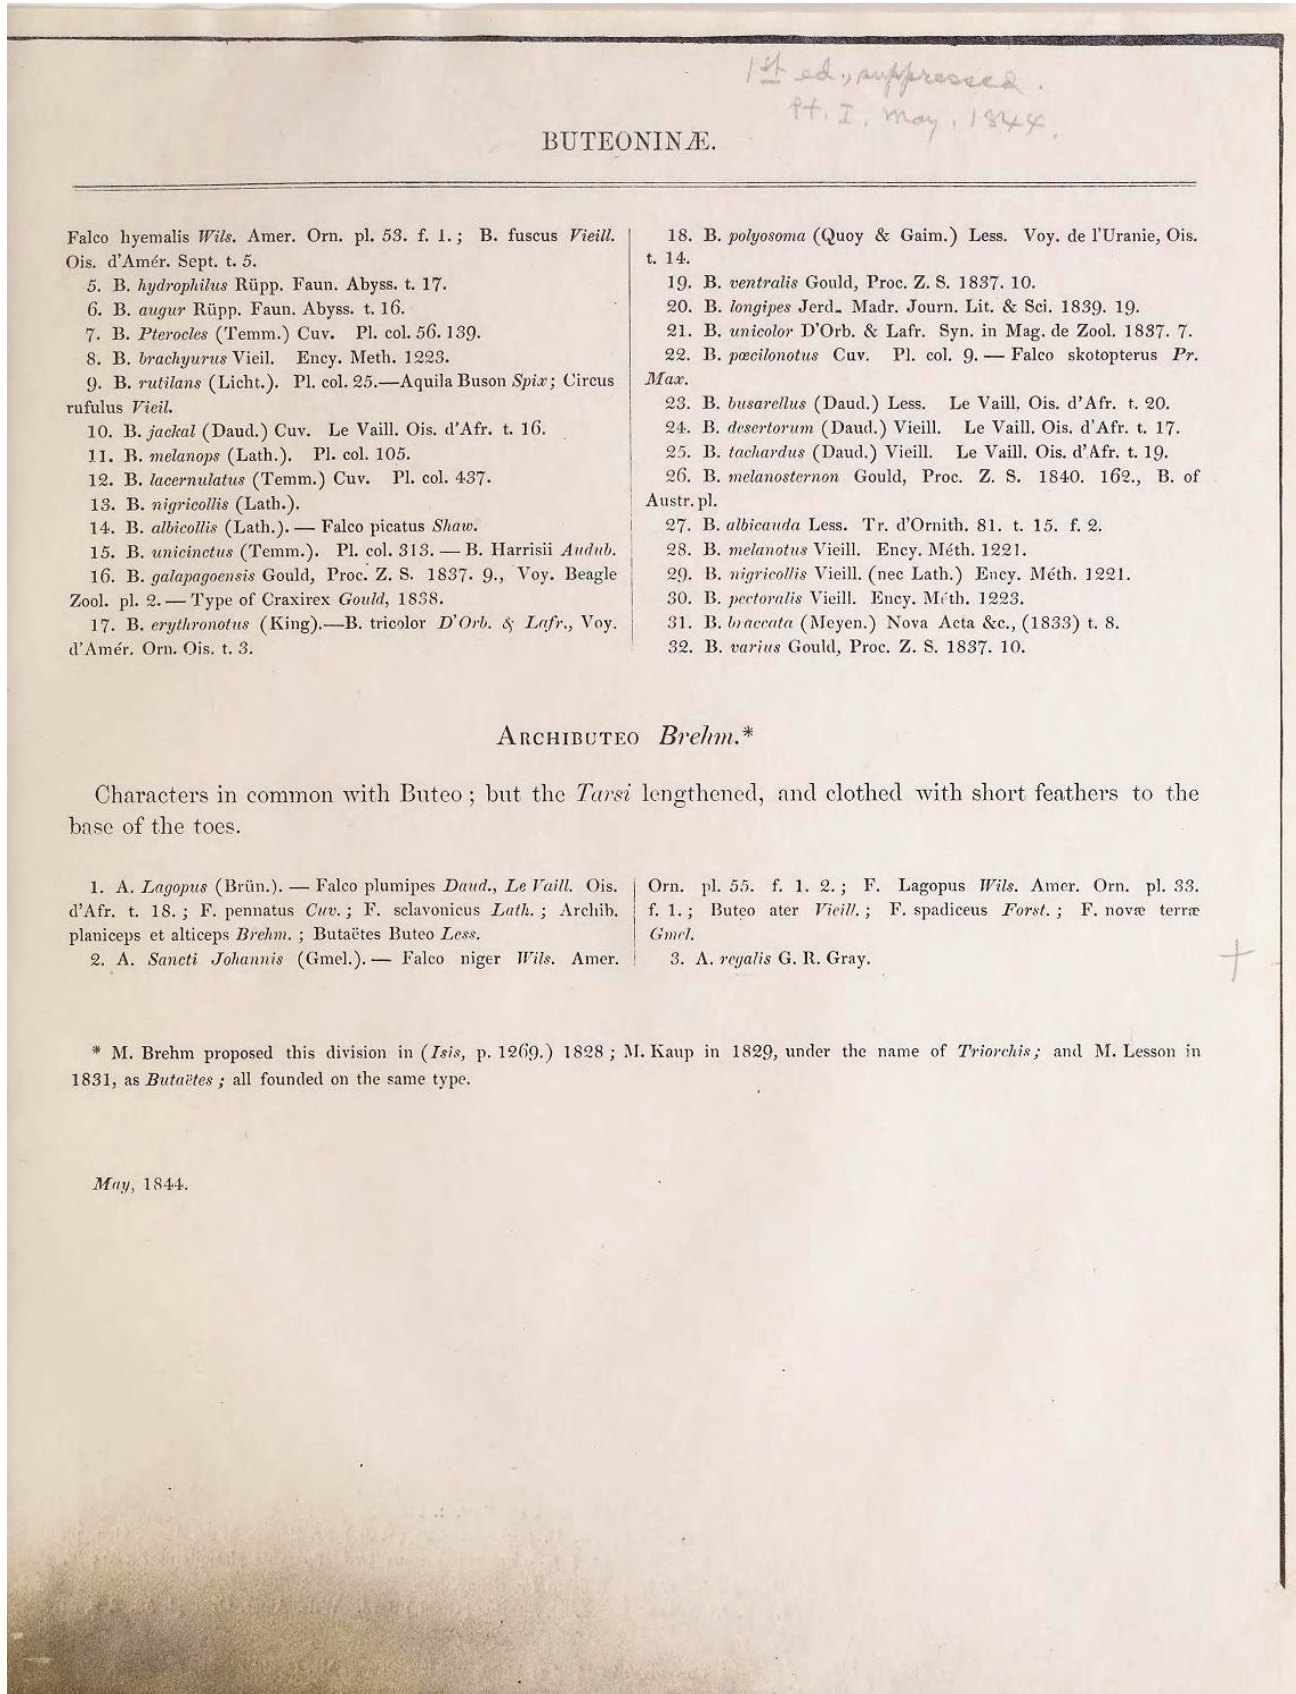 1st ed., suppressed.
Pt. I. May, 1844.
BUTEONINÆ.
Falco hyemalis Wils. Amer. Orn. pl. 53. f. 1.; B. fuscus Vieill.
Ois. d'Amér. Sept. t. 5.
5. B. hydrophilus Rüpp. Faun. Abyss. t. 17.
6. B. augur Rüpp. Faun. Abyss. t. 16.
7. B. Pterocles (Temm.) Cuv. Pl. col. 56. 139.
8. B. brachyurus Vieil. Ency. Meth. 1223.
9. B. rutilans (Licht.). Pl. col. 25.—Aquila Buson Spix; Circus
rufulus Vieil.
10. B. jackal (Daud.) Cuv. Le Vaill. Ois. d'Afr. t. 16.
11. B. melanops (Lath.). Pl. col. 105.
12. B. lacernulatus (Temm.) Cuv. Pl. col. 437.
13. B. nigricollis (Lath.).
14. B. albicollis (Lath.). — Falco picatus Shaw.
15. B. unicinctus (Temm.). Pl. col. 313. — B. Harrisii Audub.
16. B. galapagoensis Gould, Proc. Z. S. 1837. 9., Voy. Beagle
Zool. pl. 2. — Type of Craxirex Gould, 1838.
17. B. erythronotus (King).—B. tricolor D'Orb. & Lafr., Voy.
d'Amér. Orn. Ois. t. 3.
18. B. polyosoma (Quoy & Gaim.) Less. Voy. de l'Uranie, Ois.
t. 14.
19. B. ventralis Gould, Proc. Z. S. 1837. 10.
20. B. longipes Jerd. Madr. Journ. Lit. & Sci. 1839. 19.
21. B. unicolor D'Orb. & Lafr. Syn. in Mag. de Zool. 1837. 7.
22. B. pœcilonotus Cuv. Pl. col. 9. — Falco skotopterus Pr.
Max.
23. B. busarellus (Daud.) Less. Le Vaill. Ois. d'Afr. t. 20.
24. B. desertorum (Daud.) Vieill. Le Vaill. Ois. d'Afr. t. 17.
25. B. tachardus (Daud.) Vieill. Le Vaill. Ois. d'Afr. t. 19.
26. B. melanosternon Gould, Proc. Z. S. 1840. 162., B. of
Austr. pl.
27. B. albicauda Less. Tr. d'Ornith. 81. t. 15. f. 2.
28. B. melanotus Vieill. Ency. Méth. 1221.
29. B. nigricollis Vieill. (nec Lath.) Ency. Méth. 1221.
30. B. pectoralis Vieill. Ency. Méth. 1223.
31. B. braccata (Meyen.) Nova Acta &c., (1833) t. 8.
32. B. varius Gould, Proc. Z. S. 1837. 10.
ARCHIBUTEO Brehm.*
Characters in common with Buteo; but the Tarsi lengthened, and clothed with short feathers to the
base of the toes.
1. A. Lagopus (Brün.). — Falco plumipes Daud., Le Vaill. Ois.
d'Afr. t. 18.; F. pennatus Cuv.; F. sclavonicus Lath.; Archib.
planiceps et alticeps Brehm.; Butaëtes Buteo Less.
2. A. Sancti Johannis (Gmel.). — Falco niger Wils. Amer.
Orn. pl. 55. f. 1. 2.; F. Lagopus Wils. Amer. Orn. pl. 33.
f. 1.; Buteo ater Vieill.; F. spadiceus Forst.; F. novæ terræ
Gmel.
3. A. regalis G. R. Gray.
* M. Brehm proposed this division in (Isis, p. 1269.) 1828; M. Kaup in 1829, under the name of Triorchis; and M. Lesson in
1831, as Butaëtes; all founded on the same type.
May, 1844.